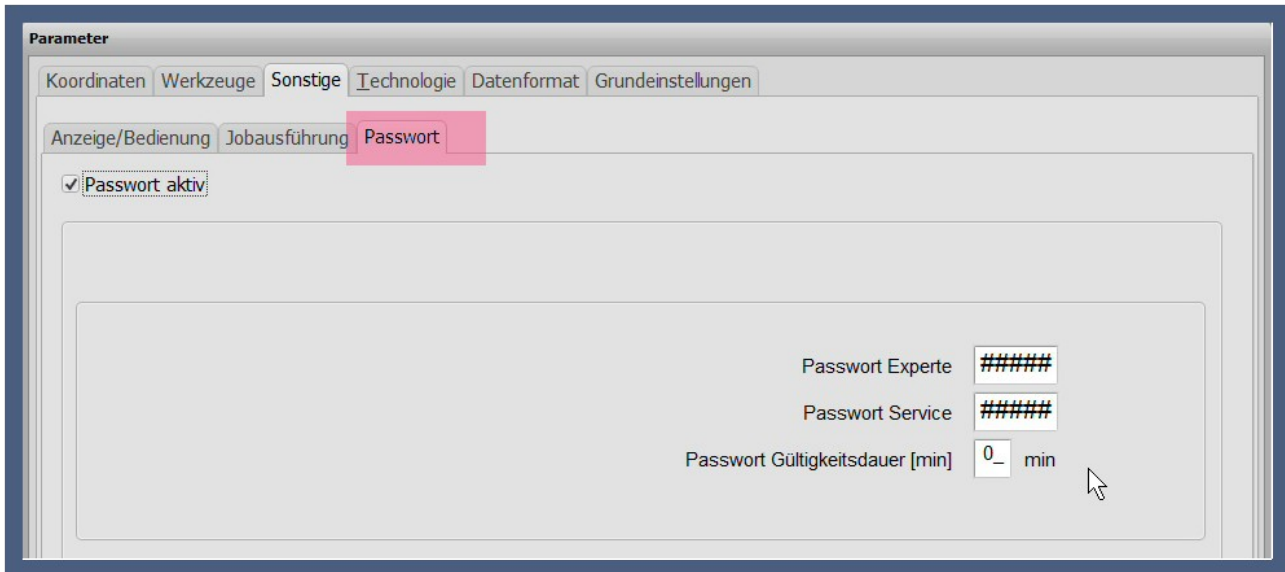 Parameter
Koordinaten Werkzeuge Sonstige Technologie Datenformat Grundeinstellungen
Anzeige/Bedienung Jobausführung Passwort
Passwort aktiv
Passwort Experte #####
Passwort Service #####
Passwort Gültigkeitsdauer [min] 0_ min